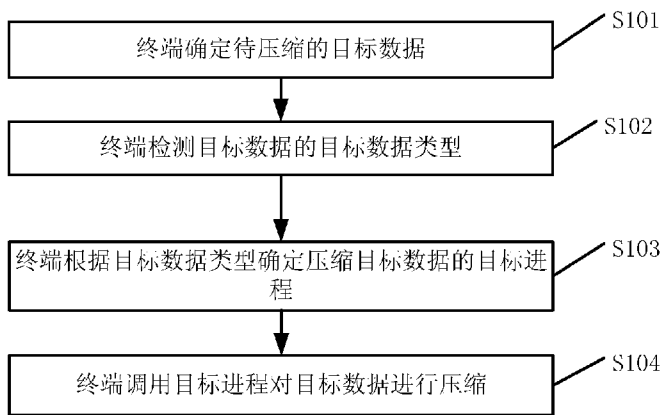 S101
终端确定待压缩的目标数据
S102
终端检测目标数据的目标数据类型
S103
终端根据目标数据类型确定压缩目标数据的目标进
程
S104
终端调用目标进程对目标数据进行压缩